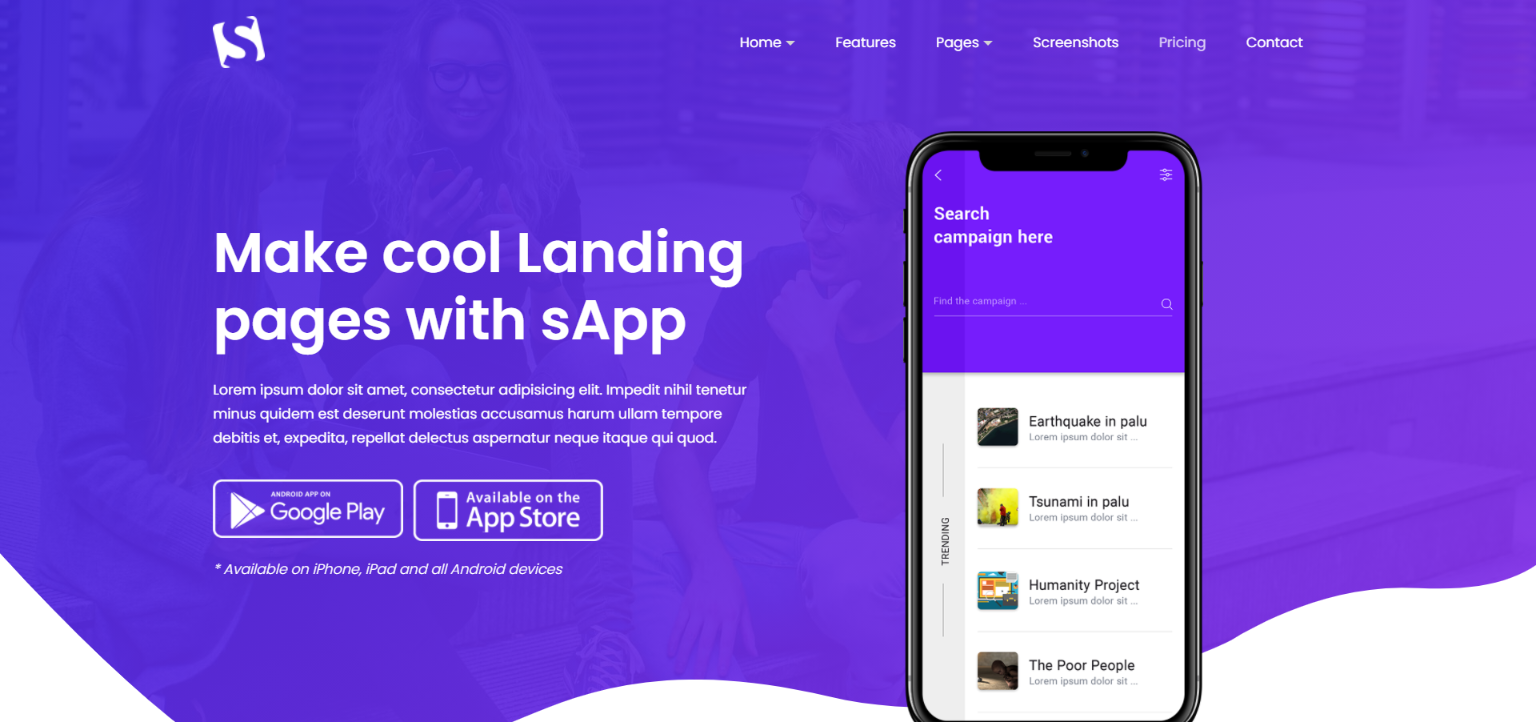 S
Home
Features
Pages
Screenshots
Pricing
Contact
Make cool Landing
pages with sApp
Lorem ipsum dolor sit amet, consectetur adipisicing elit. Impedit nihil tenetur
minus quidem est deserunt molestias accusamus harum ullam tempore
debitis et, expedita, repellat delectus aspernatur neque itaque qui quod.
ANDROID APP ON
Google Play
Available on the
App Store
* Available on iPhone, iPad and all Android devices
Search
campaign here
Find the campaign ...
TRENDING
Earthquake in palu
Lorem ipsum dolor sit ...
Tsunami in palu
Lorem ipsum dolor sit ...
Humanity Project
Lorem ipsum dolor sit ...
The Poor People
Lorem ipsum dolor sit ...